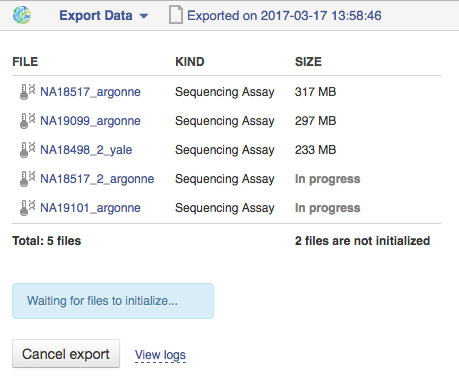 Export Data Exported on 2017-03-17 13:58:46
FILE KIND SIZE
NA18517_argonne Sequencing Assay 317 MB
NA19099_argonne Sequencing Assay 297 MB
NA18498_2_yale Sequencing Assay 233 MB
NA18517_2_argonne Sequencing Assay In progress
NA19101_argonne Sequencing Assay In progress
Total: 5 files 2 files are not initialized
Waiting for files to initialize...
Cancel export View logs